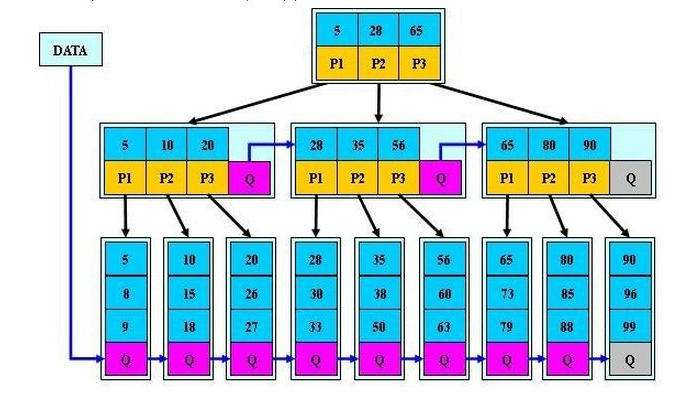 5 28 65
DATA
P1 P2 P3
5 10 20
28 35 56
65 80 90
P1 P2 P3 Q
P1 P2 P3 Q
P1 P2 P3 Q
5 10 20 28 35 56 65 80 90
8 15 26 30 38 60 73 85 96
9 18 27 33 50 63 79 88 99
Q Q Q Q Q Q Q Q Q